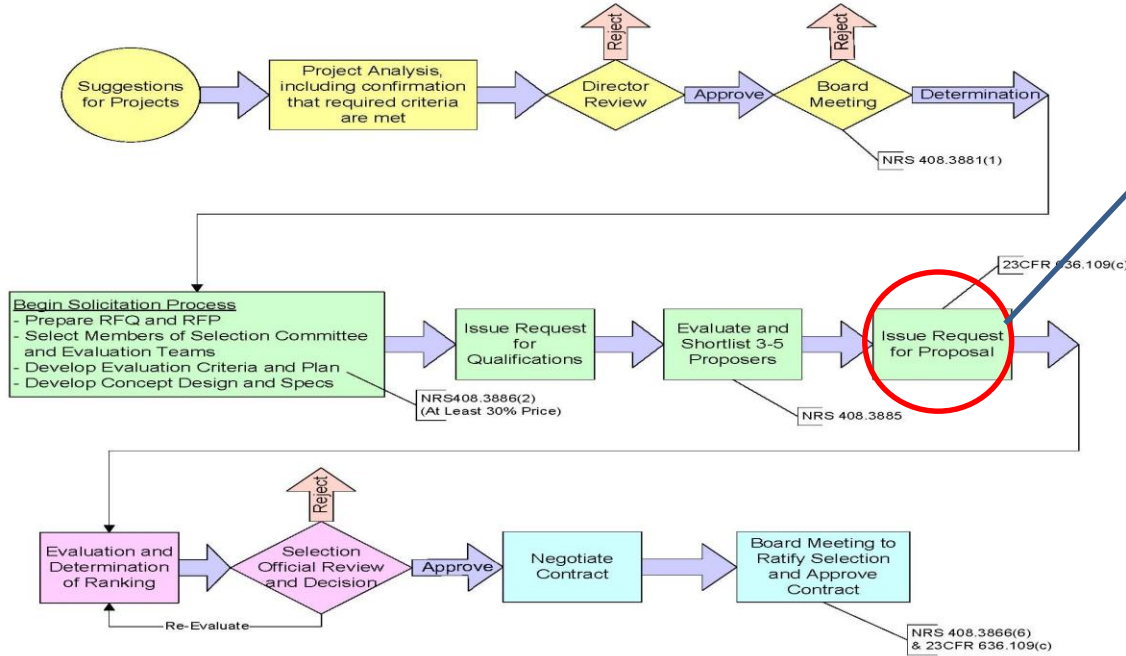 Reject
Reject
Suggestions
for Projects
Project Analysis,
including confirmation
that required criteria
are met
Director
Review
Approve
Board
Meeting
Determination
NRS 408.3881(1)
23CFR 636.109(c)
Begin Solicitation Process
- Prepare RFQ and RFP
- Select Members of Selection Committee
and Evaluation Teams
- Develop Evaluation Criteria and Plan
- Develop Concept Design and Specs
Issue Request
for
Qualifications
Evaluate and
Shortlist 3-5
Proposers
Issue Request
for Proposal
NRS408.3886(2)
(At Least 30% Price)
NRS 408.3885
Reject
Evaluation and
Determination
of Ranking
Selection
Official Review
and Decision
Approve
Negotiate
Contract
Board Meeting to
Ratify Selection
and Approve
Contract
Re-Evaluate
NRS 408.3866(6)
& 23CFR 636.109(c)